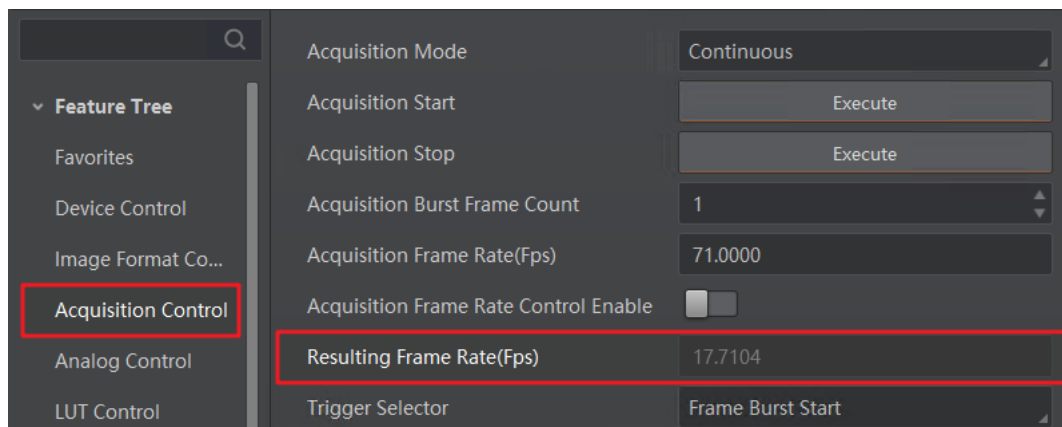 Acquisition Mode
Continuous
Feature Tree
Acquisition Start
Execute
Favorites
Acquisition Stop
Execute
Device Control
Acquisition Burst Frame Count
1
Image Format Co...
Acquisition Frame Rate(Fps)
71.0000
Acquisition Control
Acquisition Frame Rate Control Enable
Analog Control
Resulting Frame Rate(Fps)
17.7104
LUT Control
Trigger Selector
Frame Burst Start